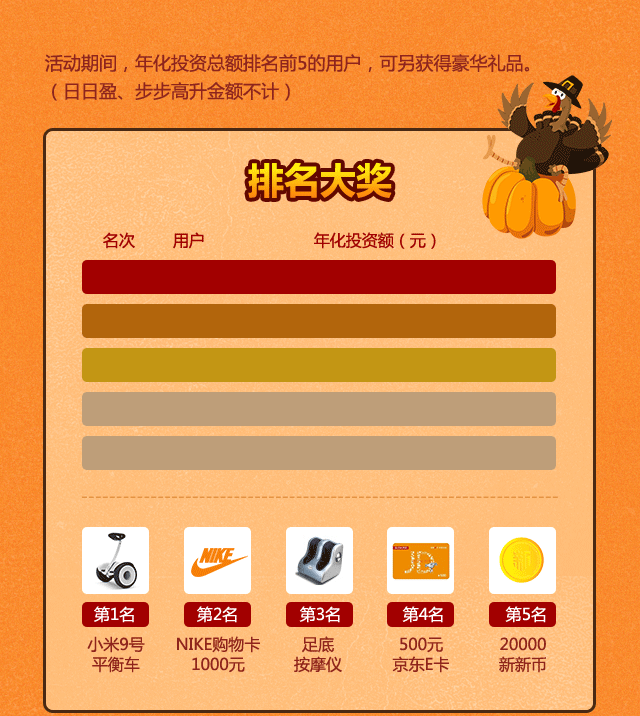 活动期间，年化投资总额排名前5的用户，可另获得豪华礼品。
（日日盈、步步高升金额不计）
排名大奖
名次 用户 年化投资额（元）
NIKE
JD
福
第1名 第2名 第3名 第4名 第5名
小米9号 NIKE购物卡 足底 500元 20000
平衡车 1000元 按摩仪 京东E卡 新新币